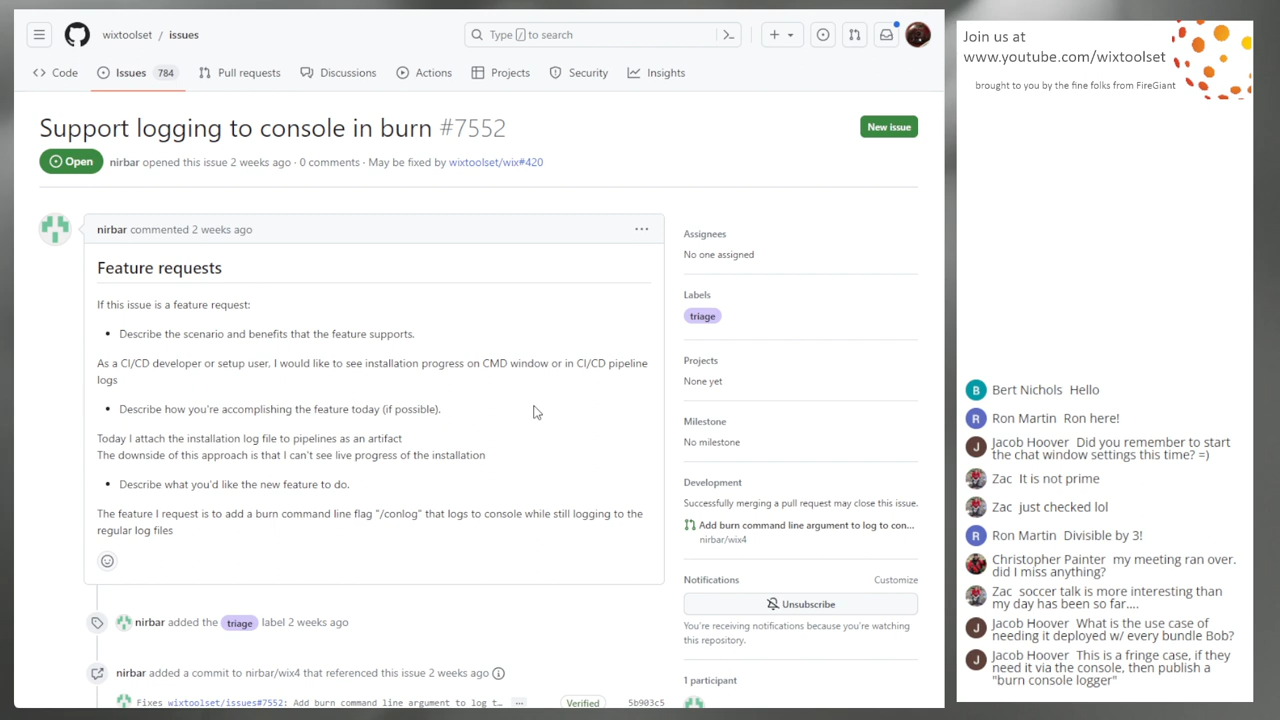 wixtoolset / issues
Type / to search
Code
Issues 784
Pull requests
Discussions
Actions
Projects
Security
Insights
Support logging to console in burn #7552
New issue
Open nirbar opened this issue 2 weeks ago · 0 comments · May be fixed by wixtoolset/wix#420
nirbar commented 2 weeks ago
Feature requests
If this issue is a feature request:
• Describe the scenario and benefits that the feature supports.
As a CI/CD developer or setup user, I would like to see installation progress on CMD window or in CI/CD pipeline
logs
• Describe how you're accomplishing the feature today (if possible).
Today I attach the installation log file to pipelines as an artifact
The downside of this approach is that I can't see live progress of the installation
• Describe what you'd like the new feature to do.
The feature I request is to add a burn command line flag "/conlog" that logs to console while still logging to the
regular log files
nirbar added the triage label 2 weeks ago
nirbar added a commit to nirbar/wix4 that referenced this issue 2 weeks ago
Fixes wixtoolset/issues#7552: Add burn command line argument to log t… ... Verified 5b903c5
Assignees
No one assigned
Labels
triage
Projects
None yet
Milestone
No milestone
Development
Successfully merging a pull request may close this issue.
Add burn command line argument to log to con...
nirbar/wix4
Notifications Customize
Unsubscribe
You're receiving notifications because you're watching
this repository.
1 participant
Join us at
www.youtube.com/wixtoolset
brought to you by the fine folks from FireGiant
B Bert Nichols Hello
R Ron Martin Ron here!
J Jacob Hoover Did you remember to start
the chat window settings this time? =)
Zac It is not prime
Zac just checked lol
R Ron Martin Divisible by 3!
Christopher Painter my meeting ran over.
did I miss anything?
Zac soccer talk is more interesting than
my day has been so far....
J Jacob Hoover What is the use case of
needing it deployed w/ every bundle Bob?
J Jacob Hoover This is a fringe case, if they
need it via the console, then publish a
"burn console logger"